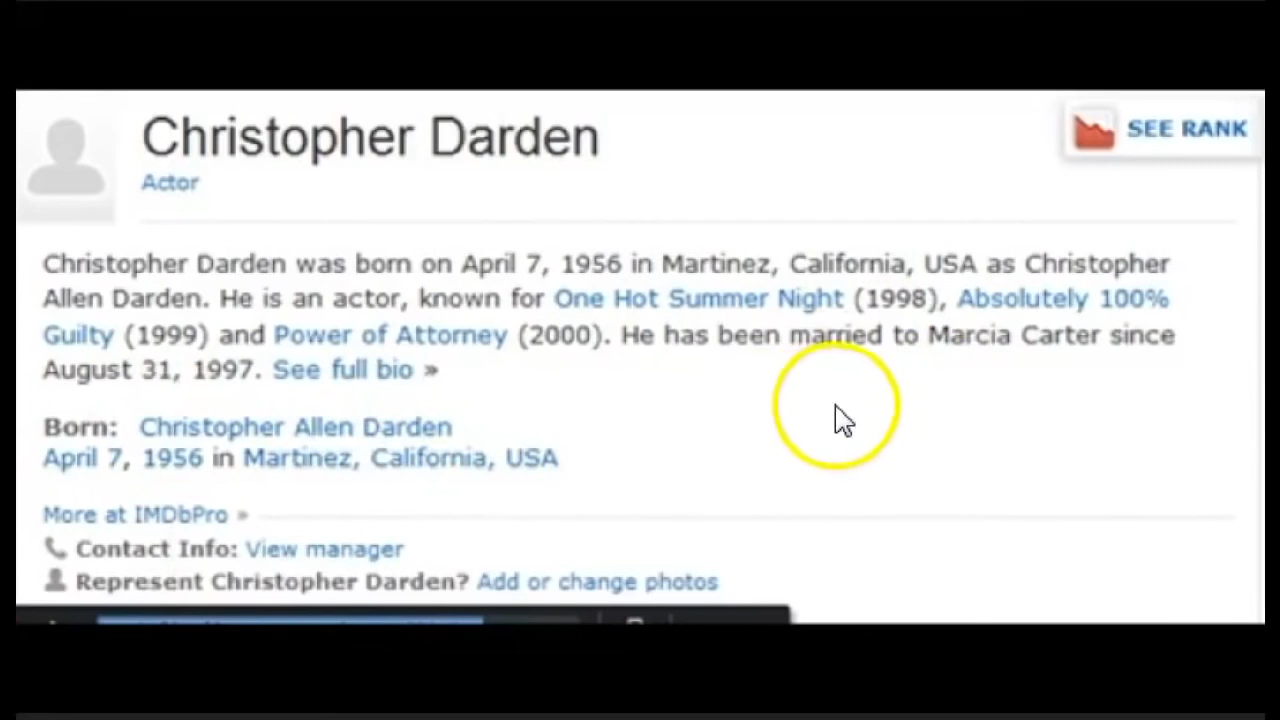 Christopher Darden
SEE RANK
Actor
Christopher Darden was born on April 7, 1956 in Martinez, California, USA as Christopher
Allen Darden. He is an actor, known for One Hot Summer Night (1998), Absolutely 100%
Guilty (1999) and Power of Attorney (2000). He has been married to Marcia Carter since
August 31, 1997. See full bio »
Born: Christopher Allen Darden
April 7, 1956 in Martinez, California, USA
More at IMDbPro »
Contact Info: View manager
Represent Christopher Darden? Add or change photos